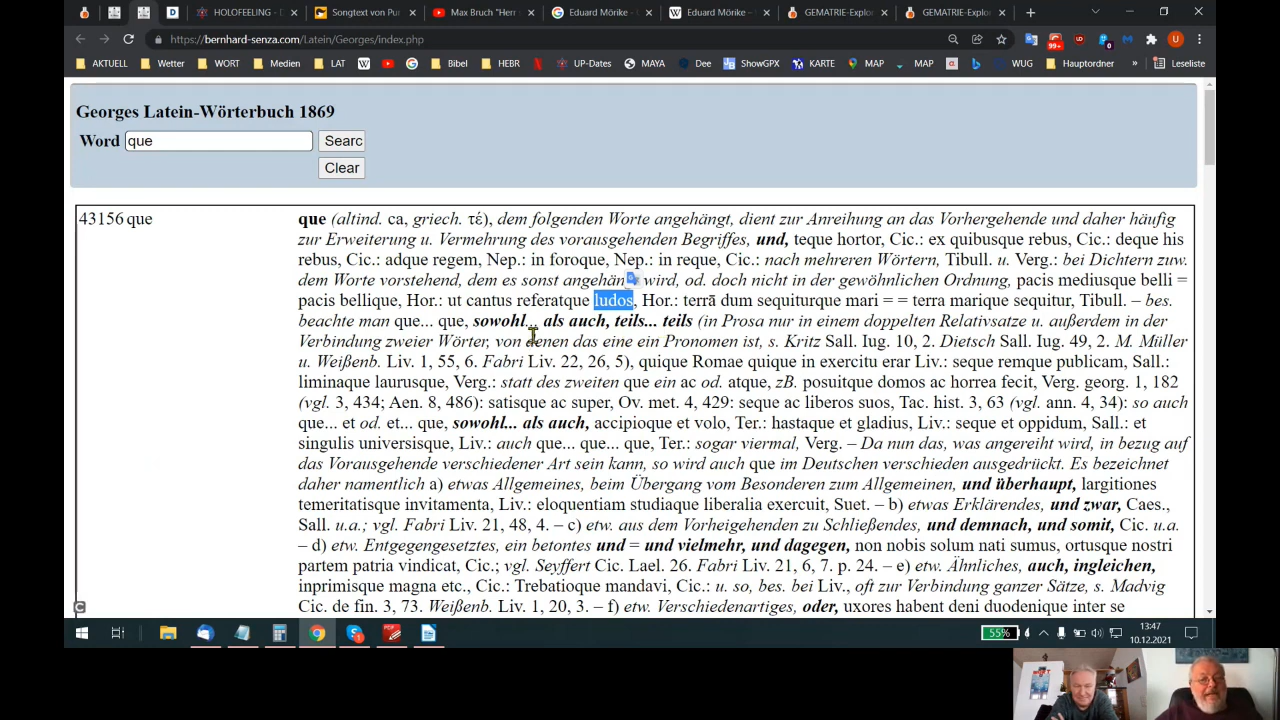 HOLOFEELING -
Songtext von Pur
Max Bruch "Herr
Eduard Mörike -
Eduard Mörike –
GEMATRIE-Explor
GEMATRIE-Explor
https://bernhard-senza.com/Latein/Georges/index.php
99+
0
U
AKTUELL
Wetter
WORT
Medien
LAT
Bibel
HEBR
UP-Dates
MAYA
Dee
ShowGPX
KARTE
MAP
MAP
WUG
Hauptordner
Leseliste
Georges Latein-Wörterbuch 1869
Word que Searc
Clear
43156 que
que (altind. ca, griech. τέ), dem folgenden Worte angehängt, dient zur Anreihung an das Vorhergehende und daher häufig
zur Erweiterung u. Vermehrung des vorausgehenden Begriffes, und, teque hortor, Cic.: ex quibusque rebus, Cic.: deque his
rebus, Cic.: adque regem, Nep.: in foroque, Nep.: in reque, Cic.: nach mehreren Wörtern, Tibull. u. Verg.: bei Dichtern zuw.
dem Worte vorstehend, dem es sonst angehän wird, od. doch nicht in der gewöhnlichen Ordnung, pacis mediusque belli =
pacis bellique, Hor.: ut cantus referatque ludos, Hor.: terrā dum sequiturque mari = = terra marique sequitur, Tibull. – bes.
beachte man que... que, sowohl... als auch, teils... teils (in Prosa nur in einem doppelten Relativsatze u. außerdem in der
Verbindung zweier Wörter, von denen das eine ein Pronomen ist, s. Kritz Sall. Iug. 10, 2. Dietsch Sall. Iug. 49, 2. M. Müller
u. Weißenb. Liv. 1, 55, 6. Fabri Liv. 22, 26, 5), quique Romae quique in exercitu erar Liv.: seque remque publicam, Sall.:
liminaque laurusque, Verg.: statt des zweiten que ein ac od. atque, zB. posuitque domos ac horrea fecit, Verg. georg. 1, 182
(vgl. 3, 434; Aen. 8, 486): satisque ac super, Ov. met. 4, 429: seque ac liberos suos, Tac. hist. 3, 63 (vgl. ann. 4, 34): so auch
que... et od. et... que, sowohl... als auch, accipioque et volo, Ter.: hastaque et gladius, Liv.: seque et oppidum, Sall.: et
singulis universisque, Liv.: auch que... que... que, Ter.: sogar viermal, Verg. – Da nun das, was angereiht wird, in bezug auf
das Vorausgehende verschiedener Art sein kann, so wird auch que im Deutschen verschieden ausgedrückt. Es bezeichnet
daher namentlich a) etwas Allgemeines, beim Übergang vom Besonderen zum Allgemeinen, und überhaupt, largitiones
temeritatisque invitamenta, Liv.: eloquentiam studiaque liberalia exercuit, Suet. – b) etwas Erklärendes, und zwar, Caes.,
Sall. u.a.; vgl. Fabri Liv. 21, 48, 4. – c) etw. aus dem Vorheigehenden zu Schließendes, und demnach, und somit, Cic. u.a.
– d) etw. Entgegengesetztes, ein betontes und = und vielmehr, und dagegen, non nobis solum nati sumus, ortusque nostri
partem patria vindicat, Cic.; vgl. Seyffert Cic. Lael. 26. Fabri Liv. 21, 6, 7. p. 24. – e) etw. Ähnliches, auch, ingleichen,
inprimisque magna etc., Cic.: Trebatioque mandavi, Cic.: u. so, bes. bei Liv., oft zur Verbindung ganzer Sätze, s. Madvig
Cic. de fin. 3, 73. Weißenb. Liv. 1, 20, 3. – f) etw. Verschiedenartiges, oder, uxores habent deni duodenique inter se
55%
13:47
10.12.2021